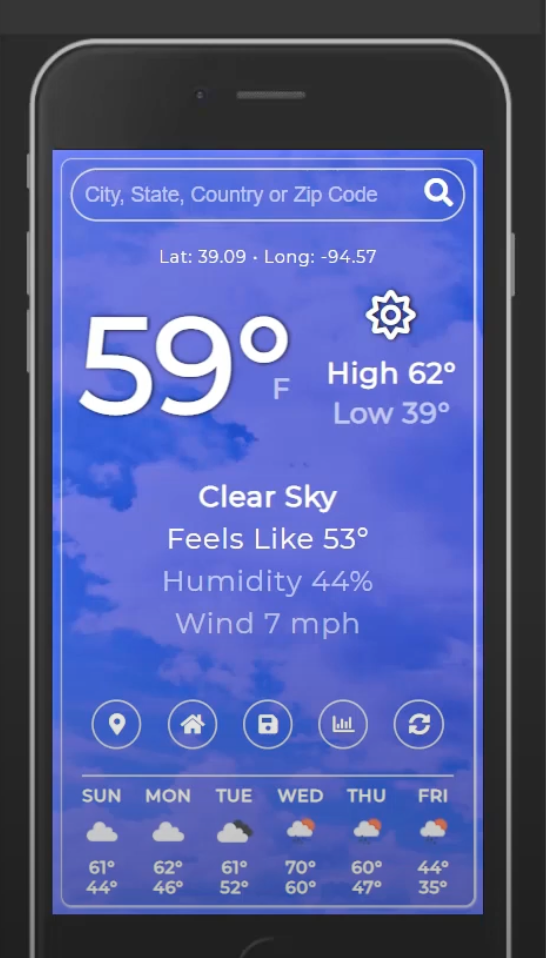 City, State, Country or Zip Code
Lat: 39.09 · Long: -94.57
59° F
High 62°
Low 39°
Clear Sky
Feels Like 53°
Humidity 44%
Wind 7 mph
SUN MON TUE WED THU FRI
61° 62° 61° 70° 60° 44°
44° 46° 52° 60° 47° 35°